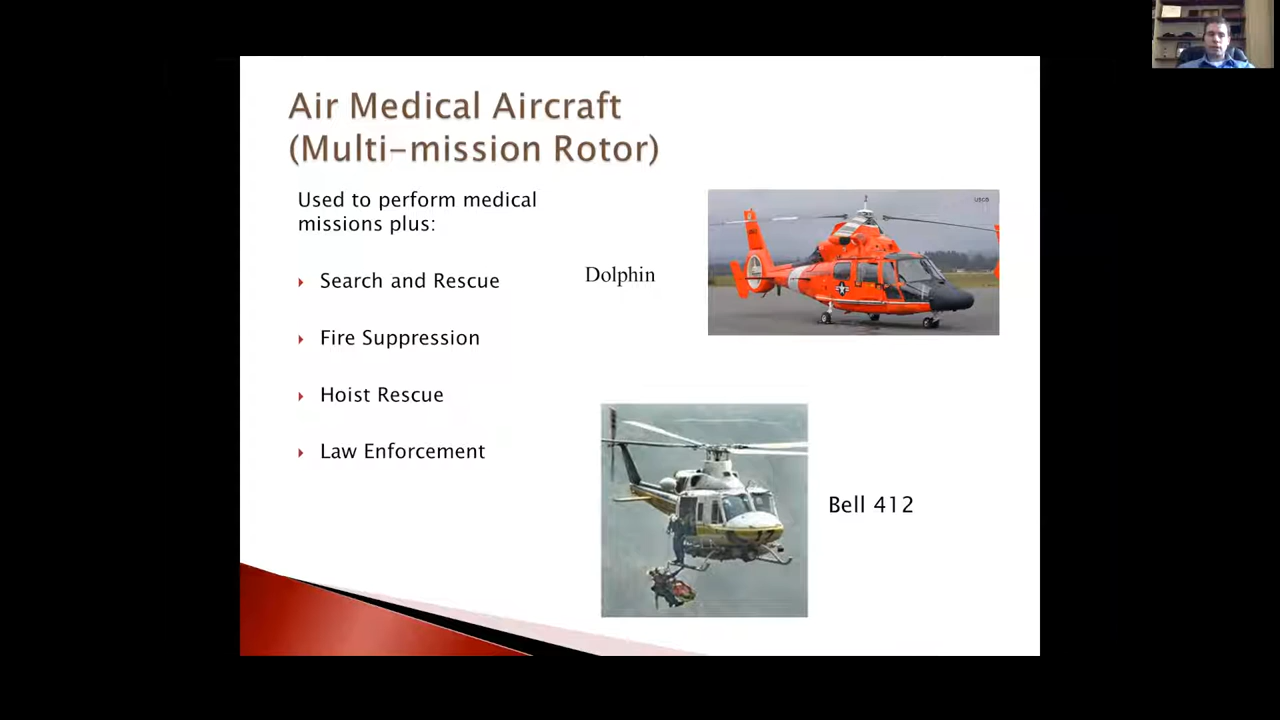 Air Medical Aircraft
(Multi-mission Rotor)
Used to perform medical
missions plus:
Search and Rescue
Fire Suppression
Hoist Rescue
Law Enforcement
Dolphin
USCG
Bell 412